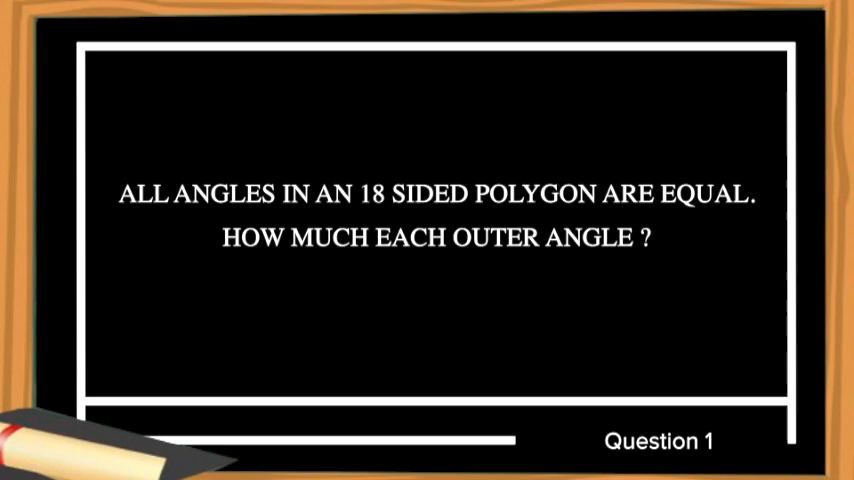 ALL ANGLES IN AN 18 SIDED POLYGON ARE EQUAL.
HOW MUCH EACH OUTER ANGLE ?
Question 1